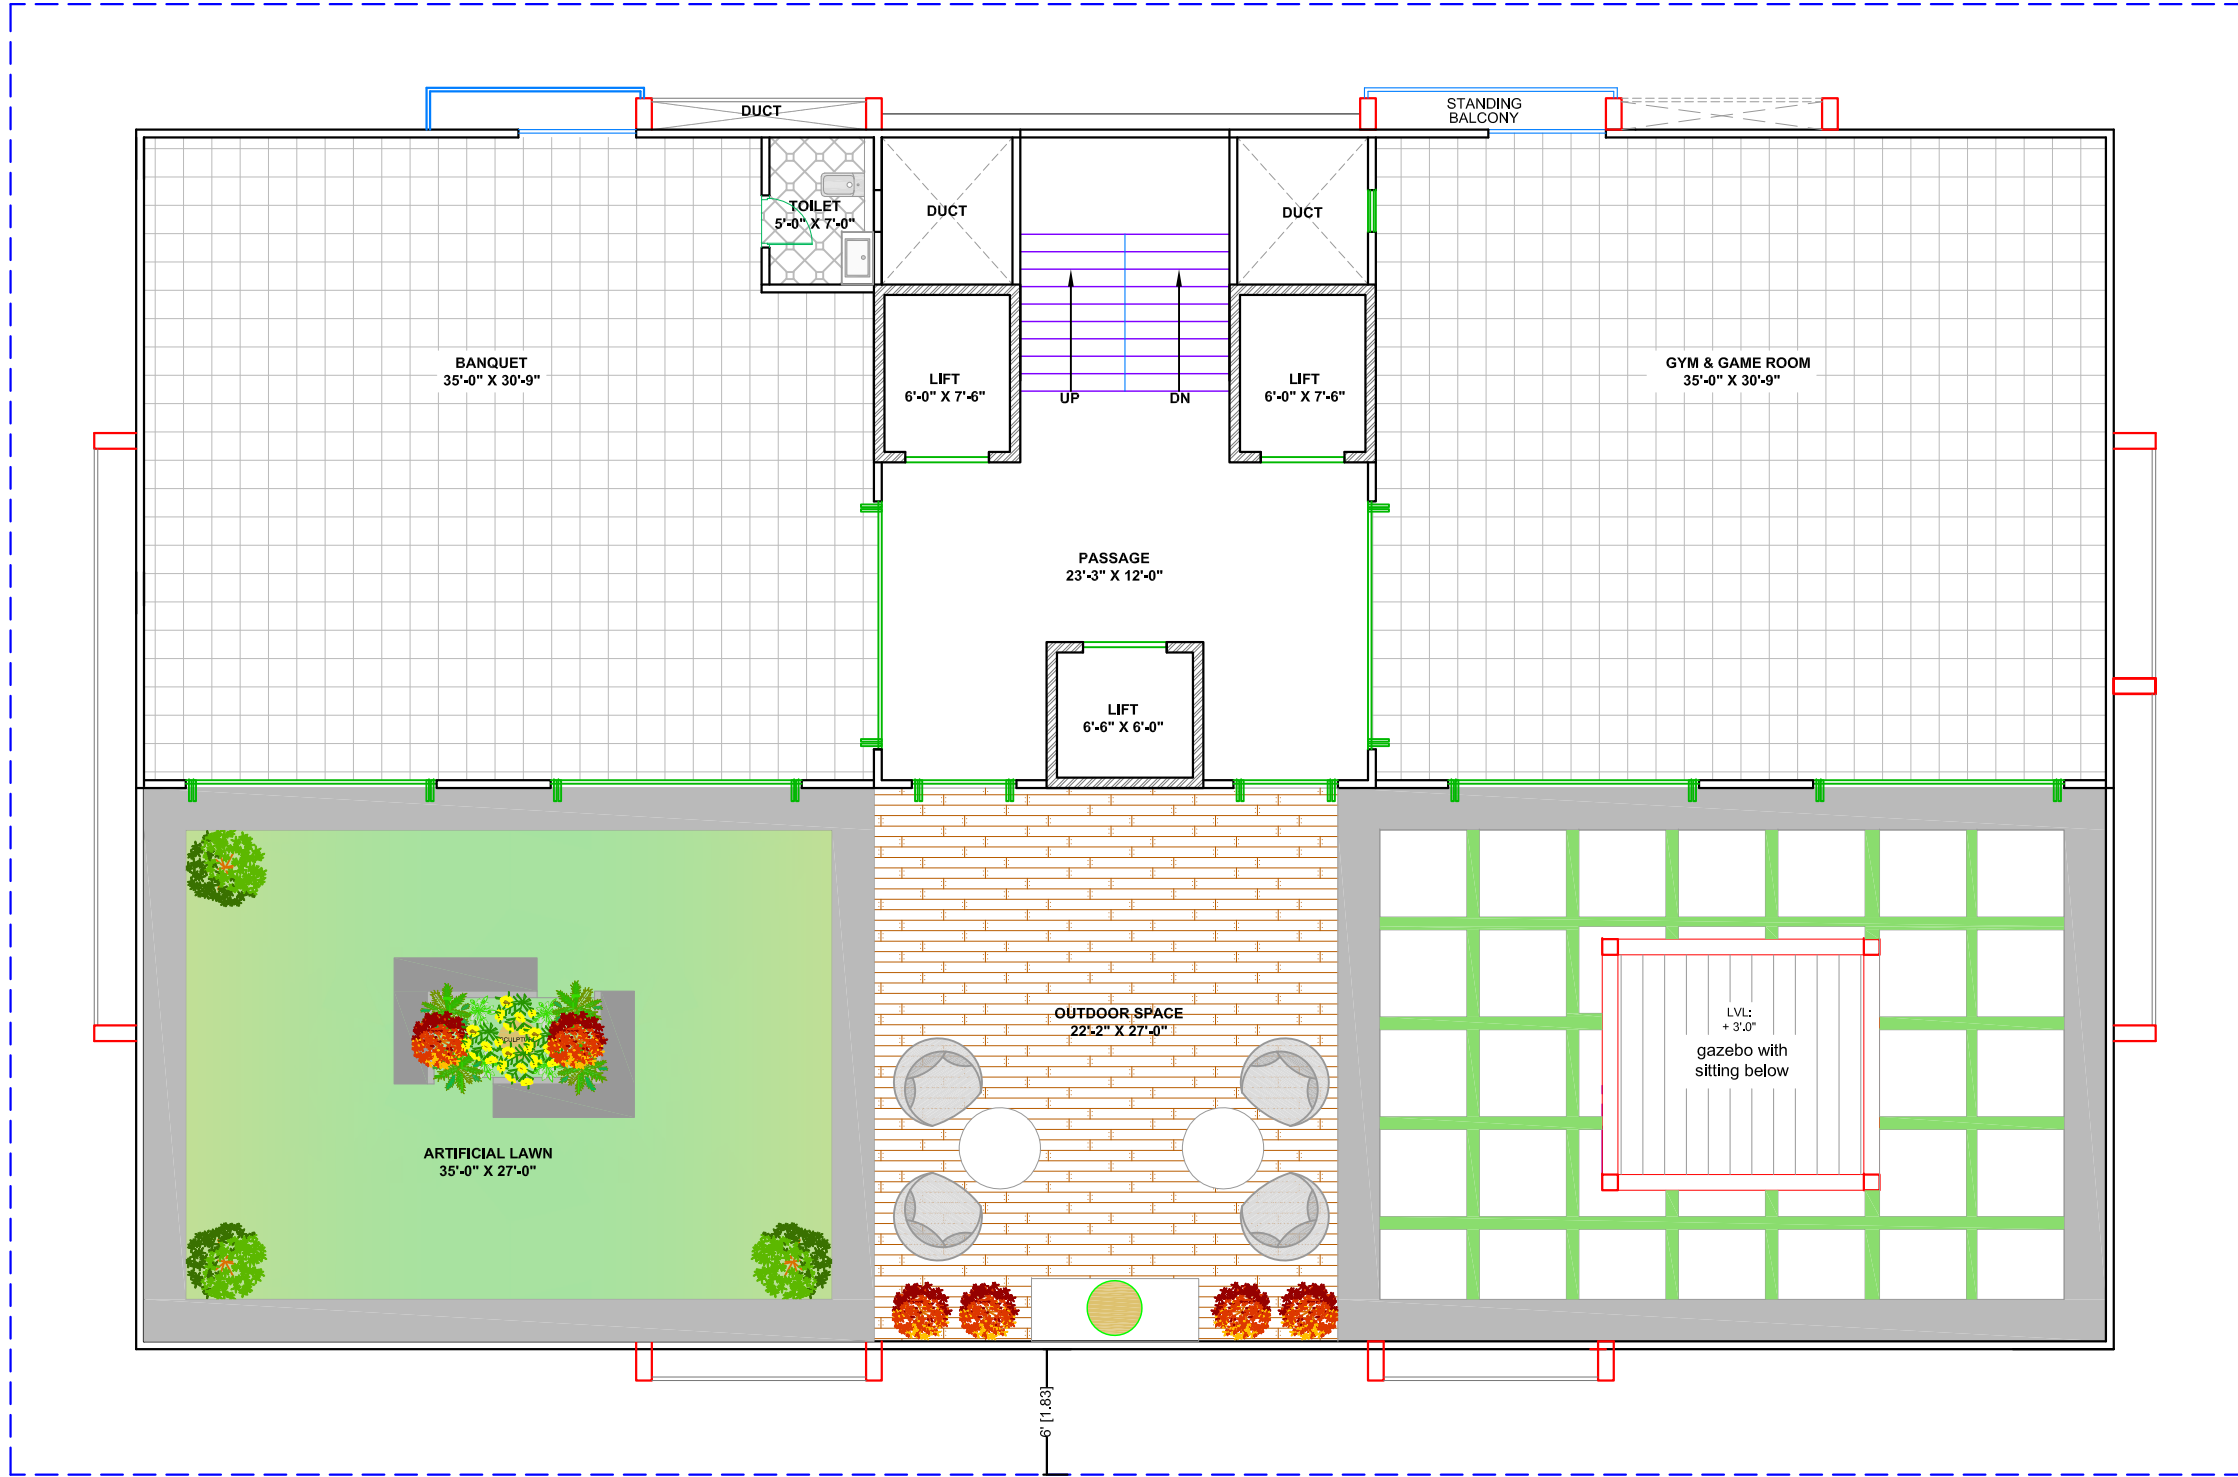 DUCT
STANDING
BALCONY
TOILET
5'-0" X 7'-0"
DUCT
DUCT
BANQUET
35'-0" X 30'-9"
LIFT
6'-0" X 7'-6"
UP
DN
LIFT
6'-0" X 7'-6"
GYM & GAME ROOM
35'-0" X 30'-9"
PASSAGE
23'-3" X 12'-0"
LIFT
6'-6" X 6'-0"
OUTDOOR SPACE
22'-2" X 27'-0"
LVL:
+ 3'.0"
gazebo with
sitting below
ARTIFICIAL LAWN
35'-0" X 27'-0"
6' [1.83]